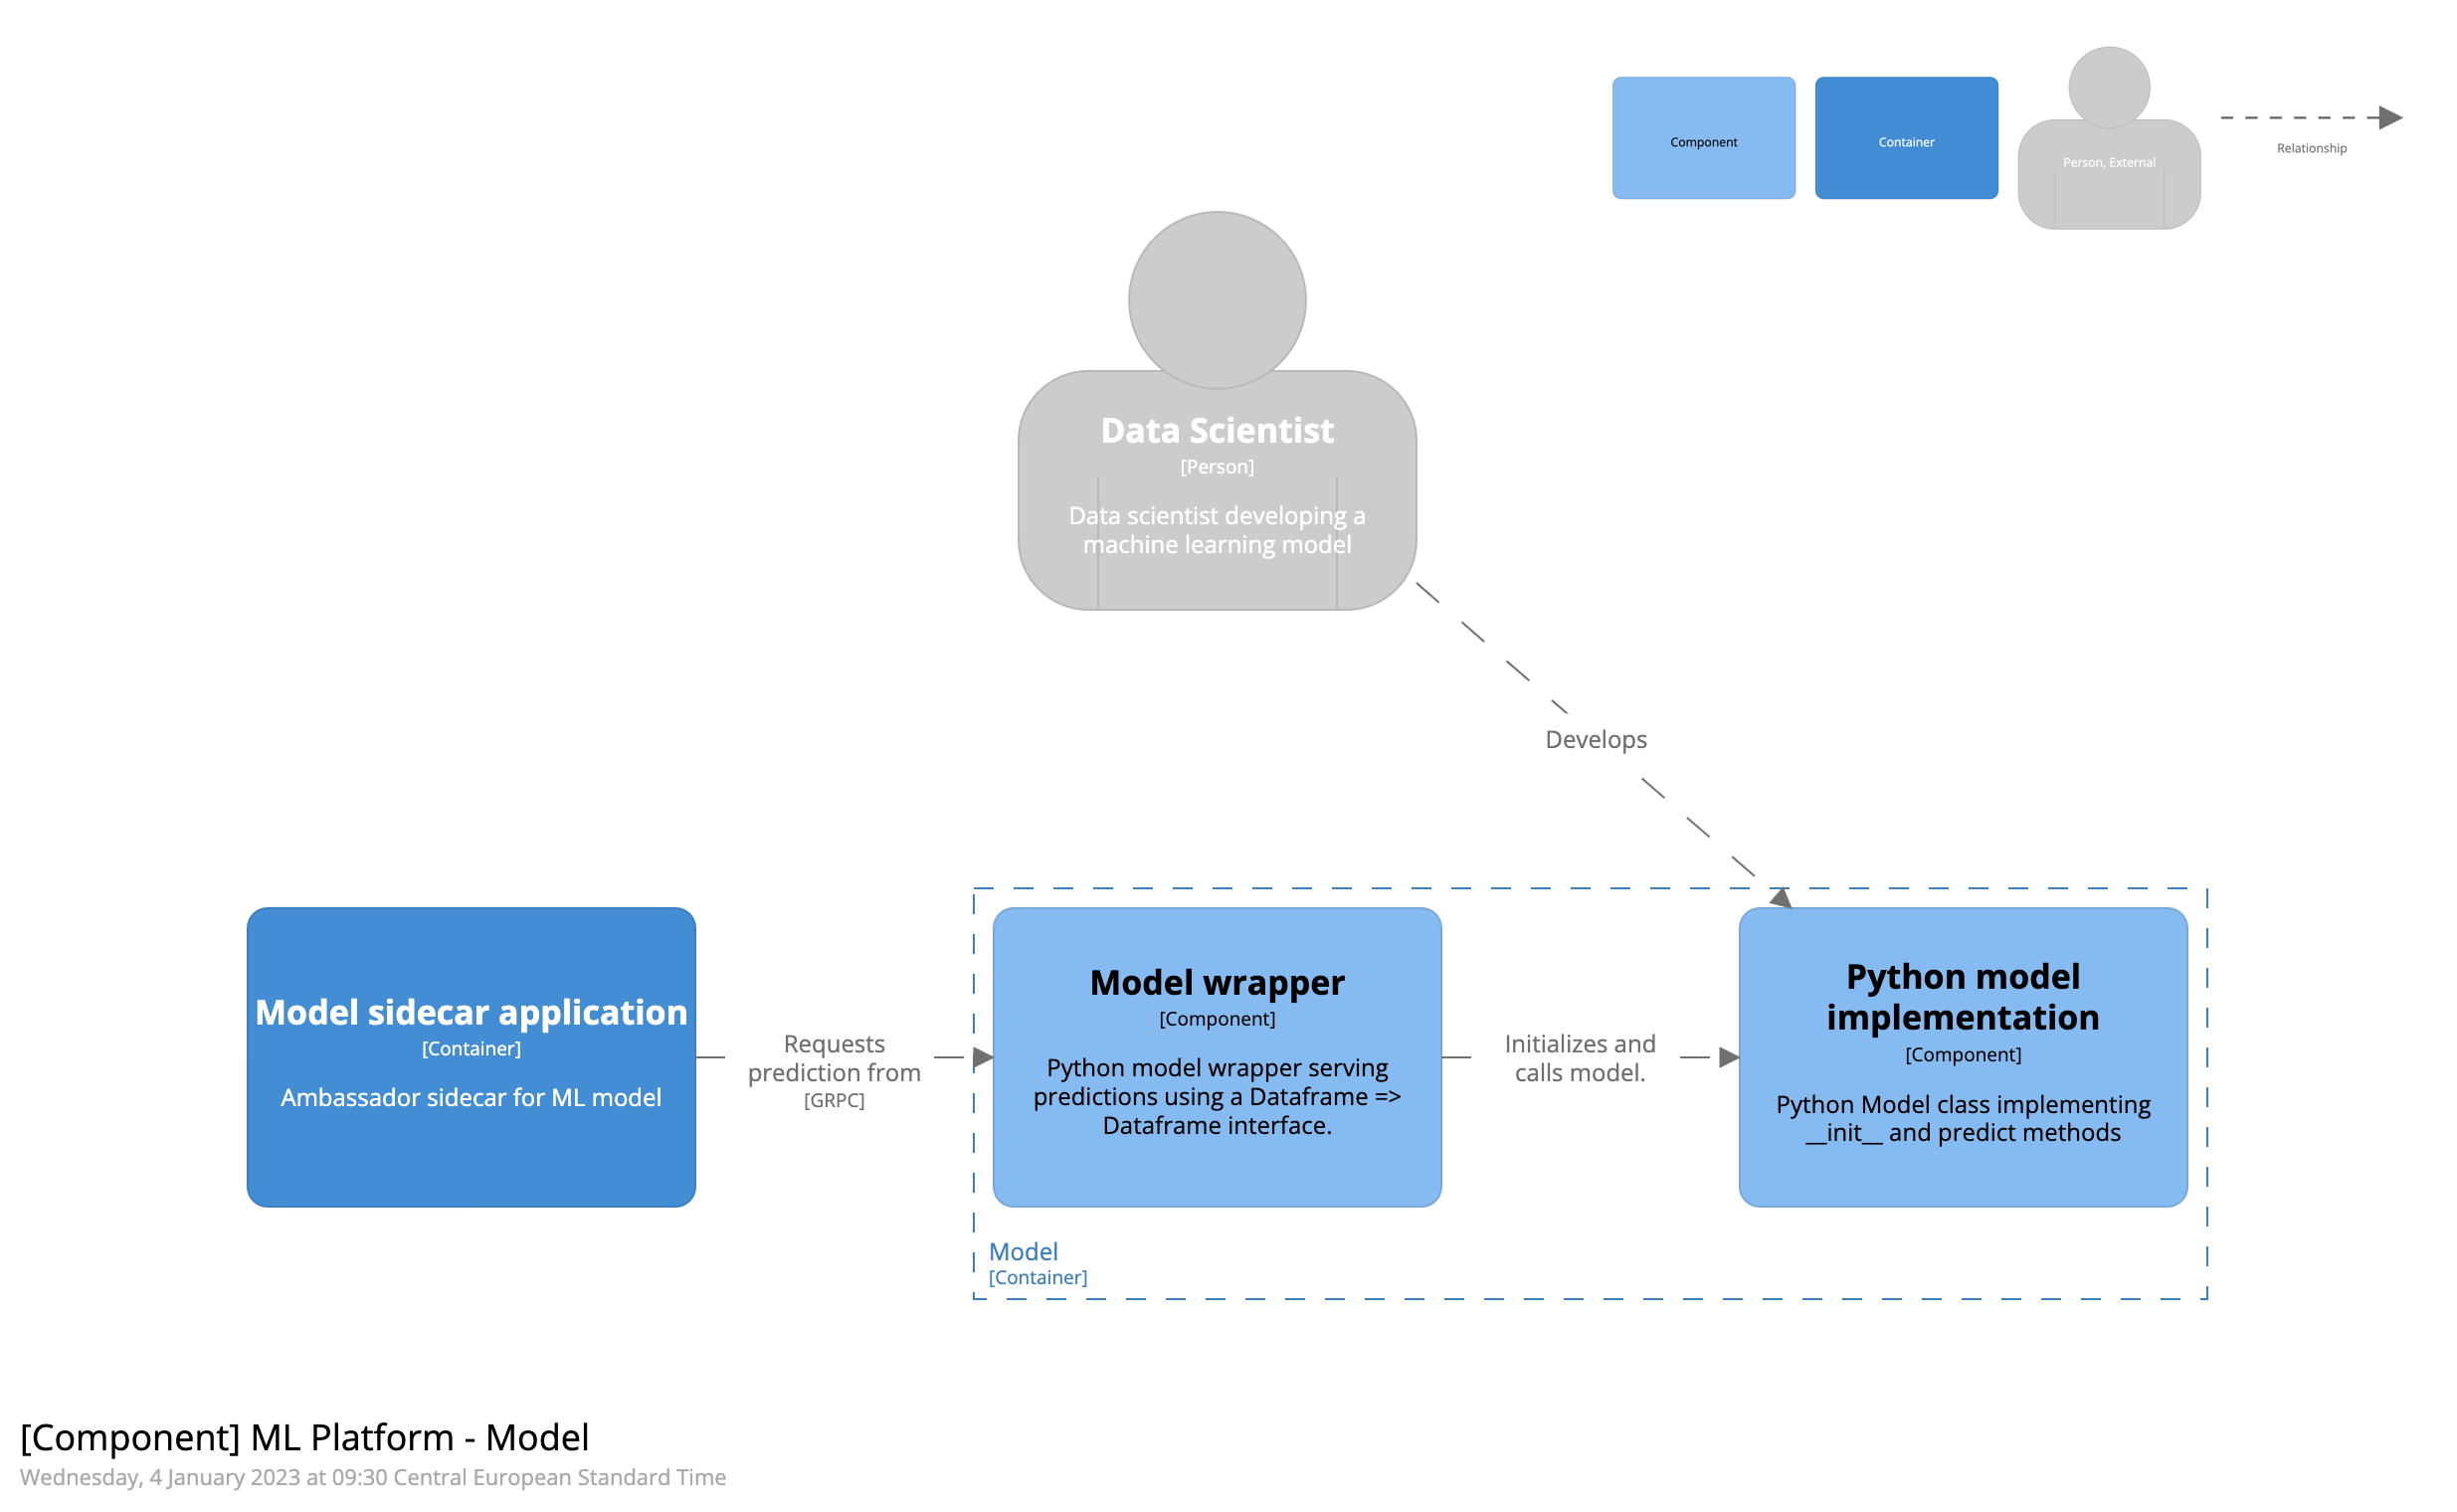 Component
Container
Person, External
Relationship
Data Scientist
[Person]
Data scientist developing a
machine learning model
Develops
Model sidecar application
[Container]
Ambassador sidecar for ML model
Requests
prediction from
[GRPC]
Model wrapper
[Component]
Python model wrapper serving
predictions using a Dataframe =>
Dataframe interface.
Initializes and
calls model.
Python model
implementation
[Component]
Python Model class implementing
__init__ and predict methods
Model
[Container]
[Component] ML Platform - Model
Wednesday, 4 January 2023 at 09:30 Central European Standard Time